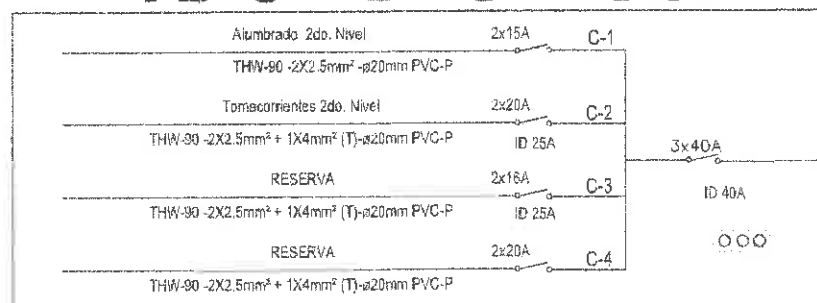 Alumbrado 2do. Nivel 2x15A C-1
THW-90 -2X2.5mm² -ø20mm PVC-P
Tomacorrientes 2do. Nivel 2x20A C-2
THW-90 -2X2.5mm² + 1X4mm² (T)-ø20mm PVC-P ID 25A
3x40A
RESERVA 2x16A C-3
ID 40A
THW-90 -2X2.5mm² + 1X4mm² (T)-ø20mm PVC-P ID 25A
RESERVA 2x20A C-4
THW-90 -2X2.5mm² + 1X4mm² (T)-ø20mm PVC-P